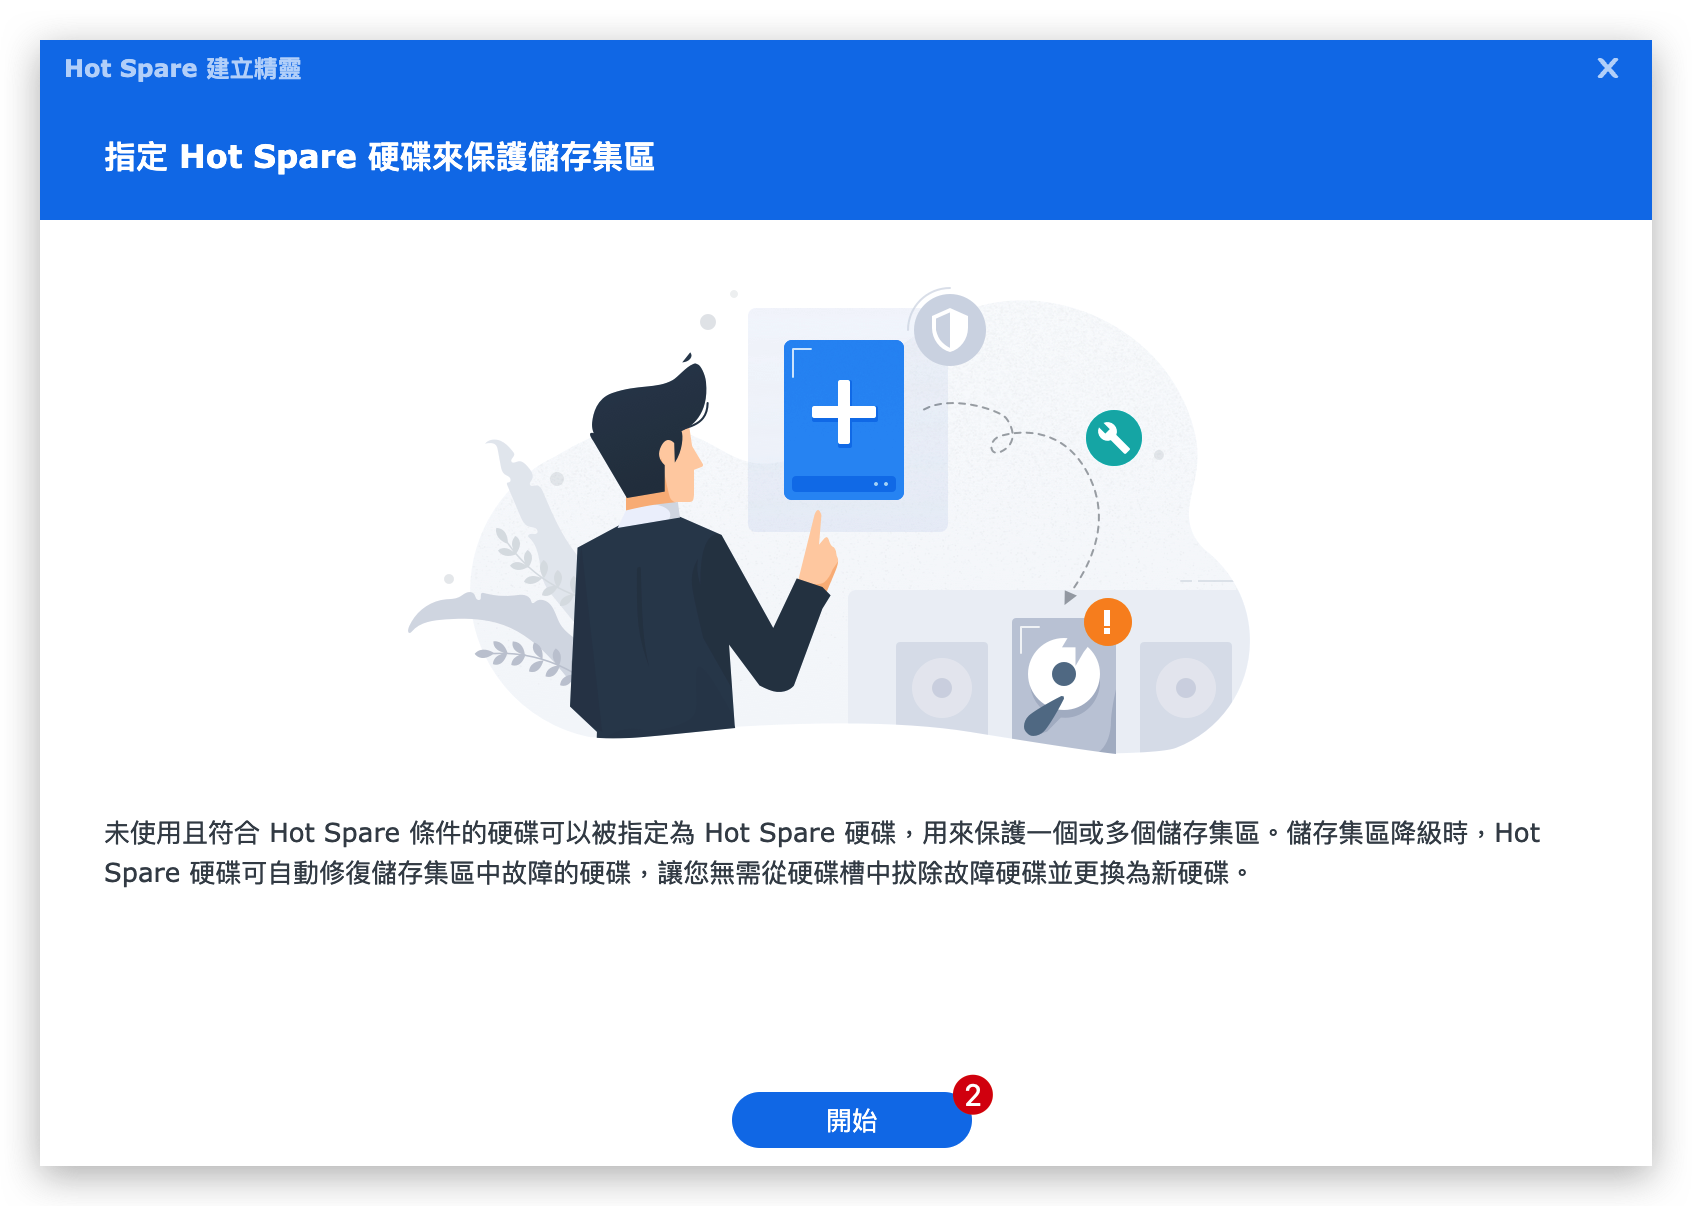 Hot Spare 建立精靈
X
指定 Hot Spare 硬碟來保護儲存集區
未使用且符合 Hot Spare 條件的硬碟可以被指定為 Hot Spare 硬碟，用來保護一個或多個儲存集區。儲存集區降級時，Hot
Spare 硬碟可自動修復儲存集區中故障的硬碟，讓您無需從硬碟槽中拔除故障硬碟並更換為新硬碟。
2
開始